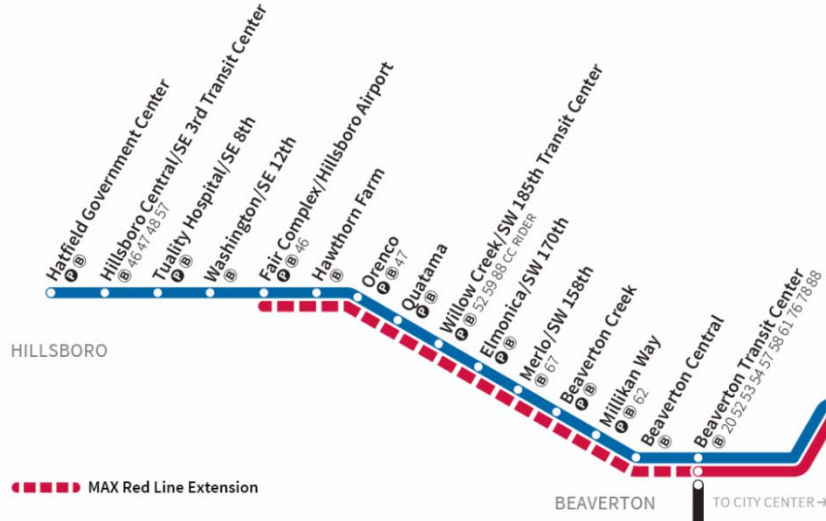 Hatfield Government Center
P B
Hillsboro Central/SE 3rd Transit Center
B 46 47 48 57
Tuality Hospital/SE 8th
P B
Washington/SE 12th
B
Fair Complex/Hillsboro Airport
P B 46
Hawthorn Farm
B
Orenco
P B 47
Quatama
P B
Willow Creek/SW 185th Transit Center
P B 52 59 88 CC RIDER
Elmonica/SW 170th
P B
Merlo/SW 158th
B 67
Beaverton Creek
P B
Millikan Way
P B 62
Beaverton Central
B
Beaverton Transit Center
B 20 52 53 54 57 58 61 76 78 88
HILLSBORO
MAX Red Line Extension
BEAVERTON
TO CITY CENTER→